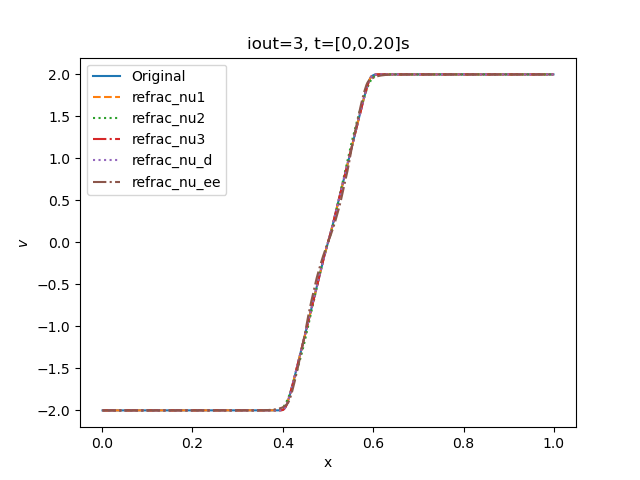 iout=3, t=[0,0.20]s
Original
refrac_nu1
refrac_nu2
refrac_nu3
refrac_nu_d
refrac_nu_ee
2.0
1.5
1.0
0.5
0.0
−0.5
−1.0
−1.5
−2.0
v
0.0 0.2 0.4 0.6 0.8 1.0
x